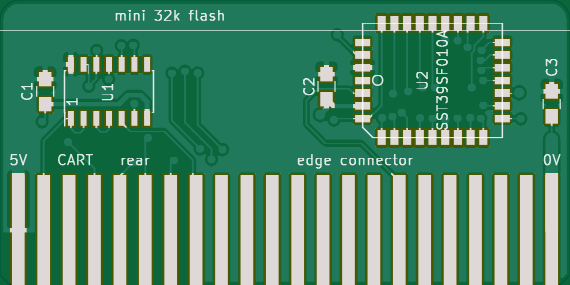 mini 32k flash
C1
1
U1
C2
U2
SST39SF010A
C3
5V CART rear edge connector 0V